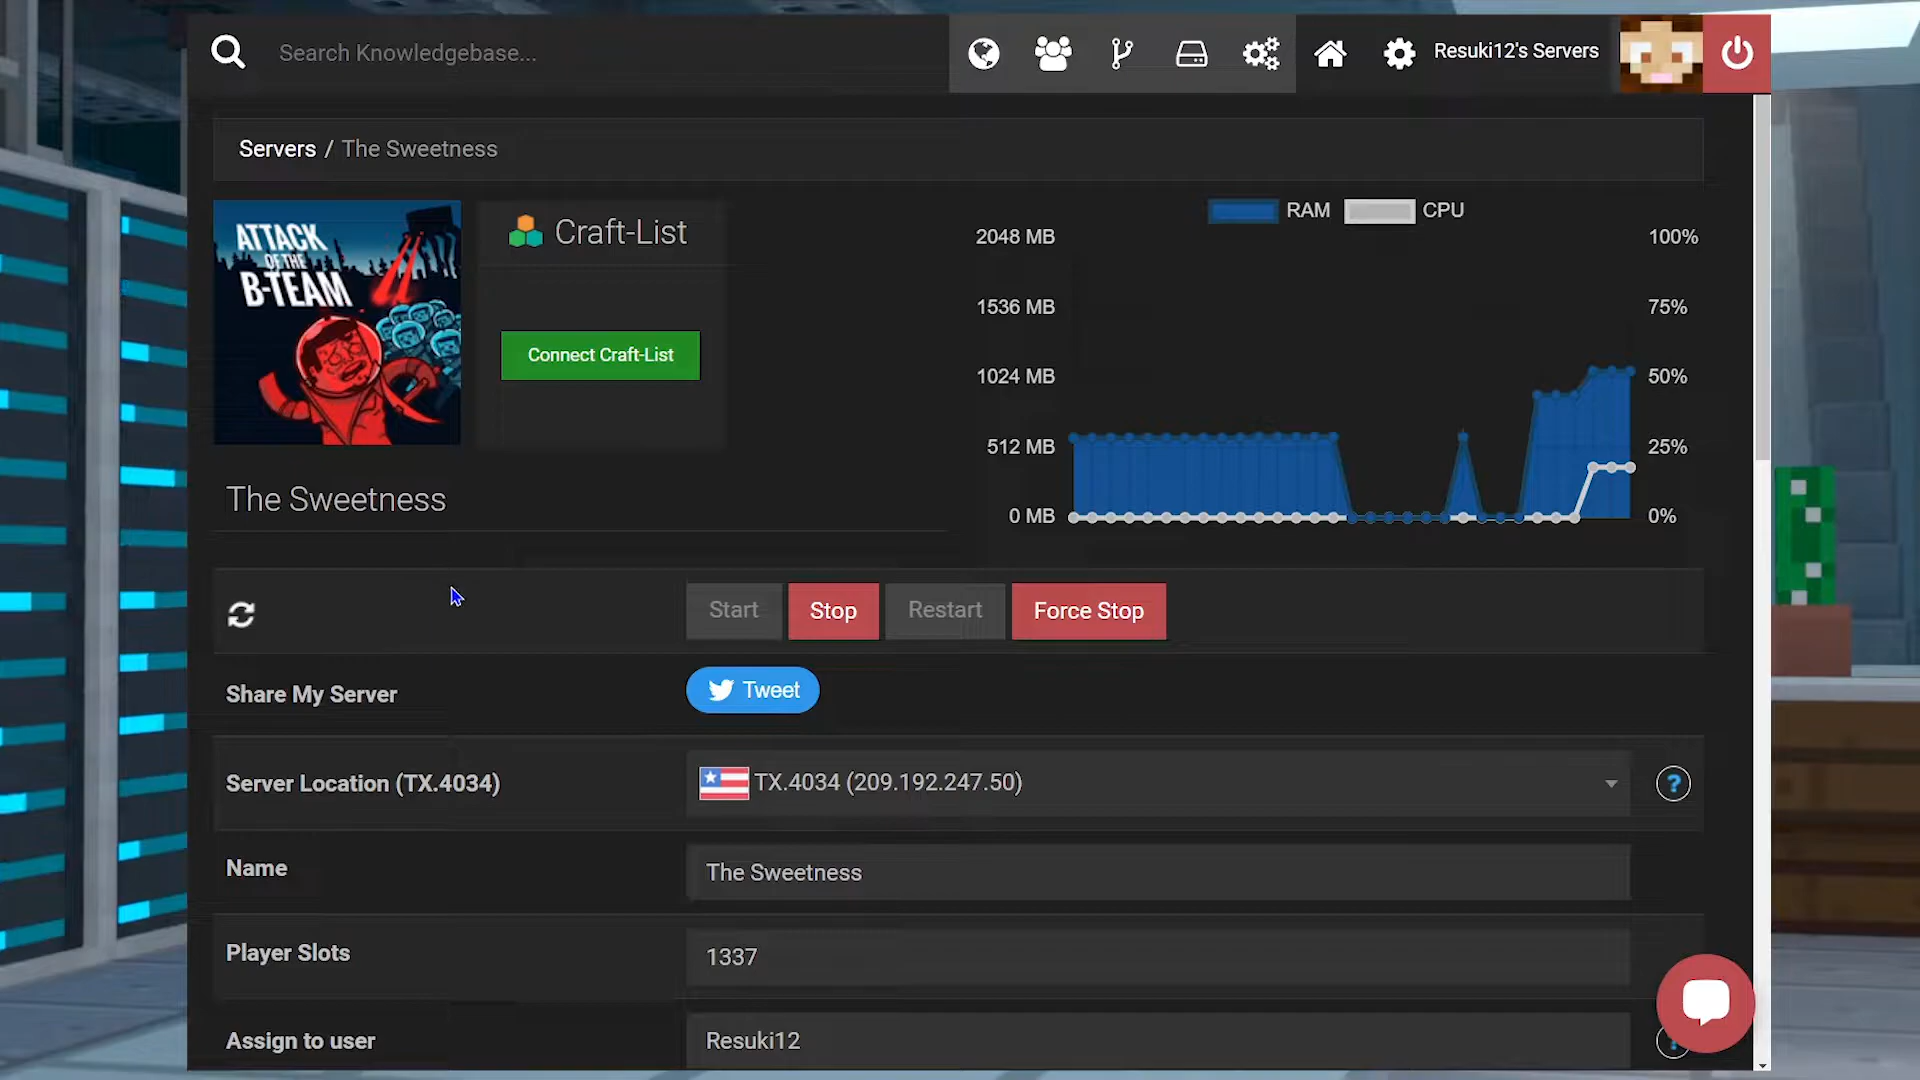 Search Knowledgebase...
Resuki12's Servers
Servers / The Sweetness
ATTACK
OF THE
B-TEAM
Craft-List
Connect Craft-List
RAM
CPU
2048 MB
100%
1536 MB
75%
1024 MB
50%
512 MB
25%
0 MB
0%
The Sweetness
Start
Stop
Restart
Force Stop
Share My Server
Tweet
Server Location (TX.4034)
TX.4034 (209.192.247.50)
?
Name
The Sweetness
Player Slots
1337
Assign to user
Resuki12